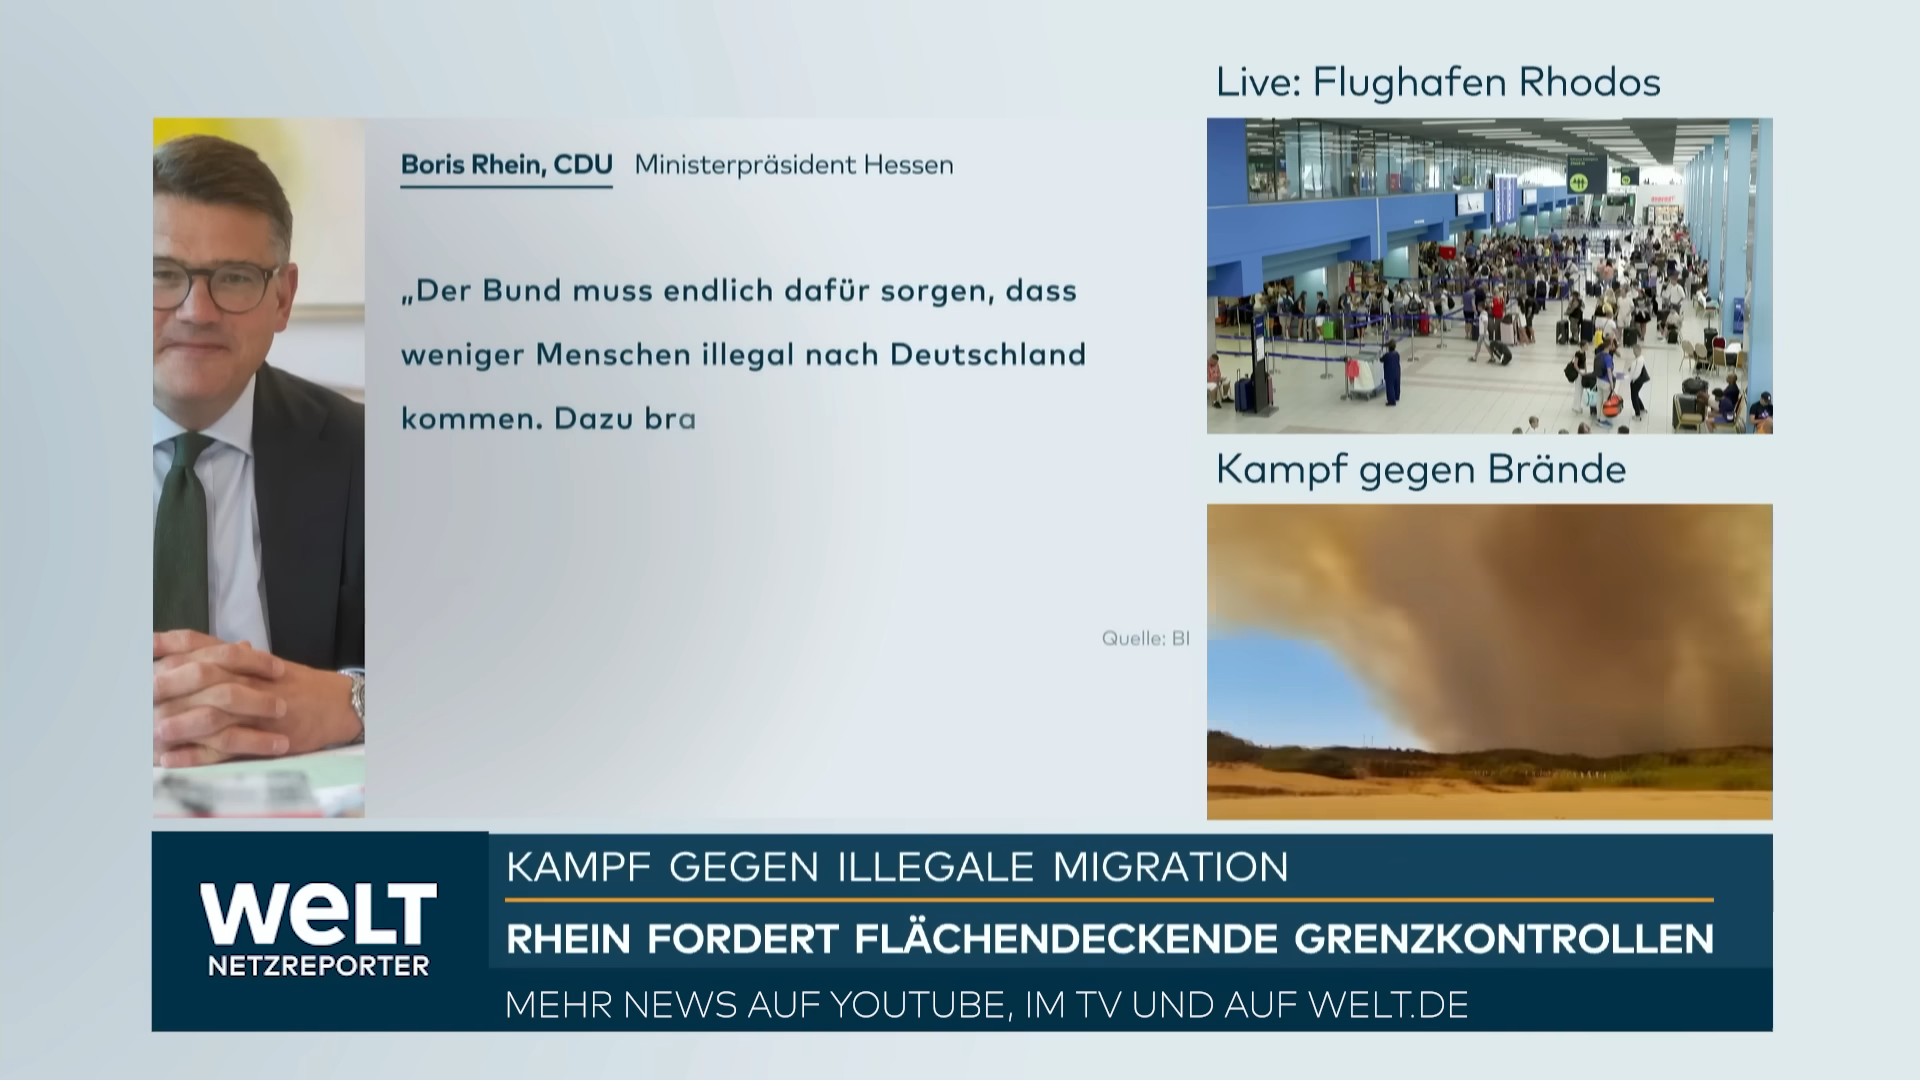 Live: Flughafen Rhodos
Boris Rhein, CDU Ministerpräsident Hessen
„Der Bund muss endlich dafür sorgen, dass
weniger Menschen illegal nach Deutschland
kommen. Dazu bra
Quelle: BI
Kampf gegen Brände
WELT
NETZREPORTER
KAMPF GEGEN ILLEGALE MIGRATION
RHEIN FORDERT FLÄCHENDECKENDE GRENZKONTROLLEN
MEHR NEWS AUF YOUTUBE, IM TV UND AUF WELT.DE